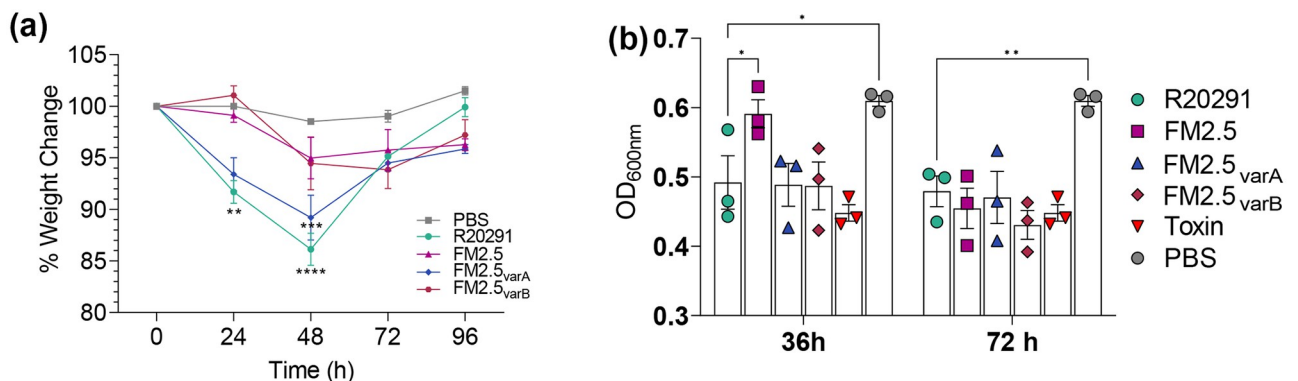 (a)
105
100
95
90
85
80
% Weight Change
**
***
****
PBS
R20291
FM2.5
FM2.5varA
FM2.5varB
0 24 48 72 96
Time (h)
(b)
0.7
0.6
0.5
0.4
0.3
OD600nm
*
*
**
36h 72 h
R20291
FM2.5
FM2.5varA
FM2.5varB
Toxin
PBS